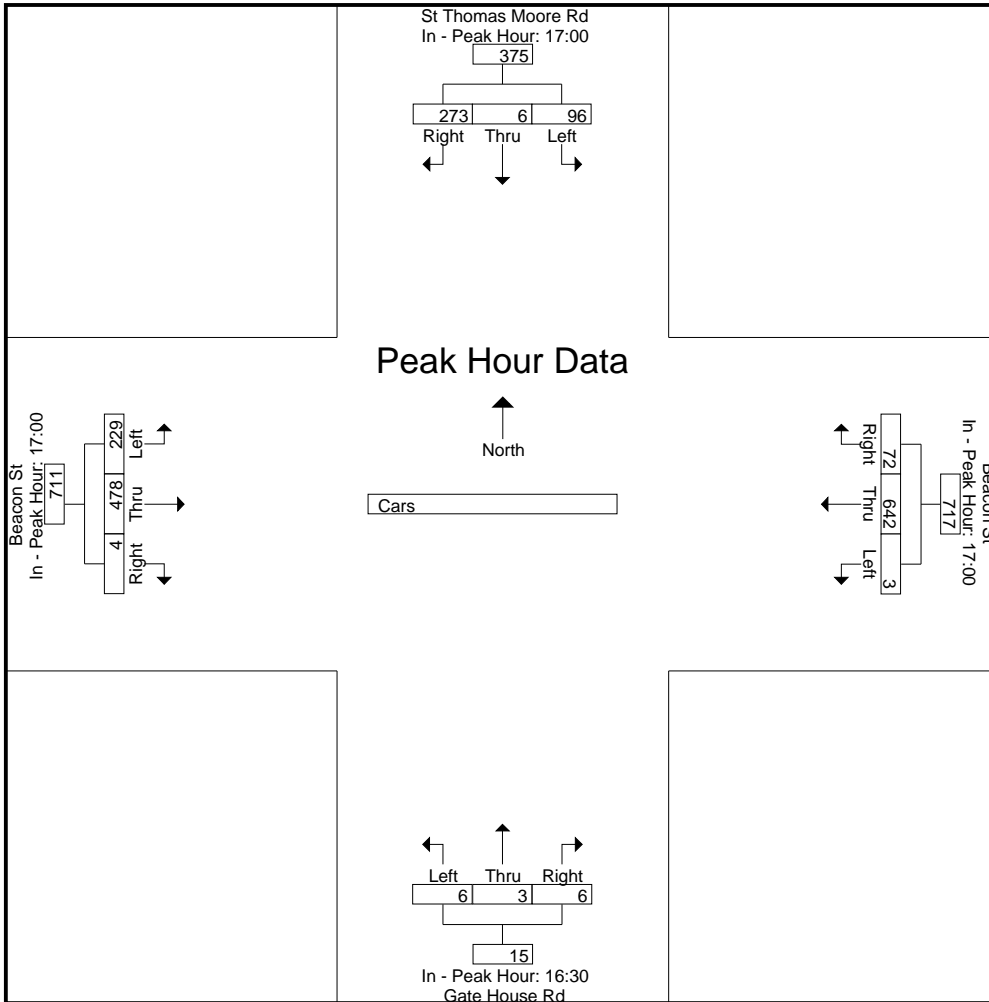 St Thomas Moore Rd
In - Peak Hour: 17:00
375
273 6 96
Right Thru Left
Peak Hour Data
North
Cars
Beacon St
In - Peak Hour: 17:00
711
229 478 4
Left Thru Right
Beacon St
In - Peak Hour: 17:00
717
72 642 3
Right Thru Left
Left Thru Right
6 3 6
15
In - Peak Hour: 16:30
Gate House Rd